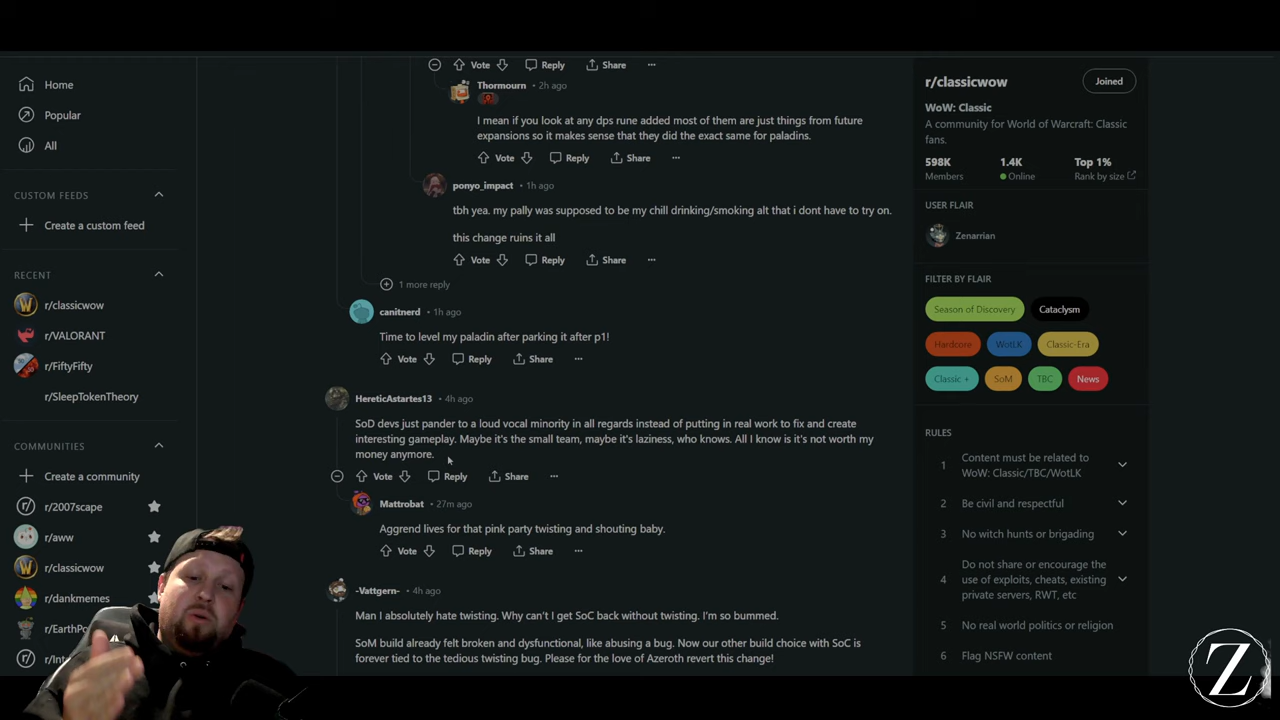 Home
Popular
All
CUSTOM FEEDS
Create a custom feed
RECENT
r/classicwow
r/VALORANT
r/FiftyFifty
r/SleepTokenTheory
COMMUNITIES
Create a community
r/2007scape
r/aww
r/classicwow
r/dankmemes
Vote Reply Share
Thormourn • 2h ago
I mean if you look at any dps rune added most of them are just things from future
expansions so it makes sense that they did the exact same for paladins.
Vote Reply Share
ponyo_impact • 1h ago
tbh yea. my pally was supposed to be my chill drinking/smoking alt that i dont have to try on.
this change ruins it all
Vote Reply Share
1 more reply
canitnerd • 1h ago
Time to level my paladin after parking it after p1!
Vote Reply Share
HereticAstartes13 • 4h ago
SoD devs just pander to a loud vocal minority in all regards instead of putting in real work to fix and create
interesting gameplay. Maybe it's the small team, maybe it's laziness, who knows. All I know is it's not worth my
money anymore.
Vote Reply Share
Mattrobat • 27m ago
Aggrend lives for that pink party twisting and shouting baby.
Vote Reply Share
-Vattgern- • 4h ago
Man I absolutely hate twisting. Why can't I get SoC back without twisting. I'm so bummed.
SoM build already felt broken and dysfunctional, like abusing a bug. Now our other build choice with SoC is
forever tied to the tedious twisting bug. Please for the love of Azeroth revert this change!
r/classicwow Joined
WoW: Classic
A community for World of Warcraft: Classic
fans.
598K 1.4K Top 1%
Members Online Rank by size
USER FLAIR
Zenarrian
FILTER BY FLAIR
Season of Discovery Cataclysm
Hardcore WotLK Classic-Era
Classic + SoM TBC News
RULES
1 Content must be related to
WoW: Classic/TBC/WotLK
2 Be civil and respectful
3 No witch hunts or brigading
4 Do not share or encourage the
use of exploits, cheats, existing
private servers, RWT, etc
5 No real world politics or religion
6 Flag NSFW content
Z